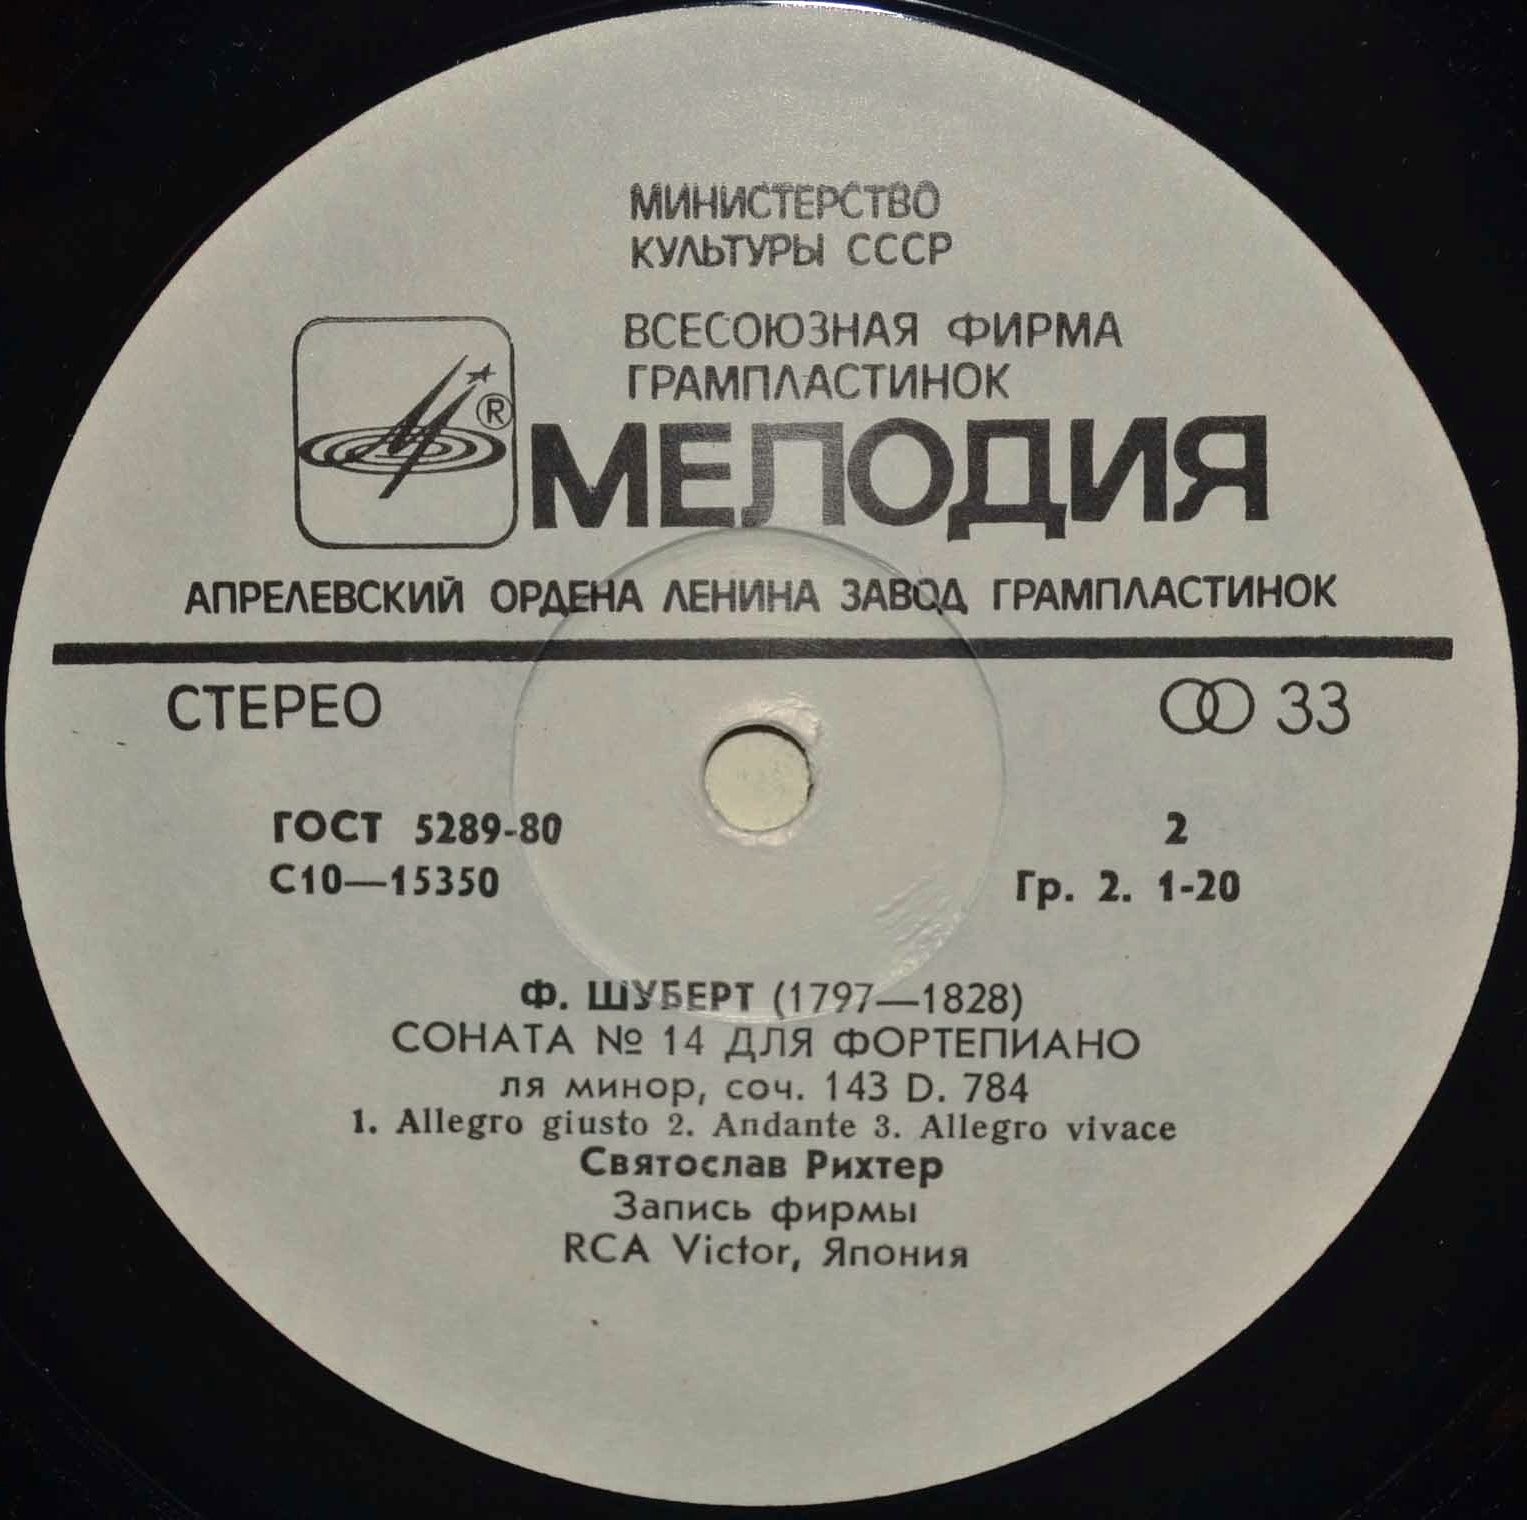 МИНИСТЕРСТВО
КУЛЬТУРЫ СССР
ВСЕСОЮЗНАЯ ФИРМА
ГРАМПЛАСТИНОК
®
МЕЛОДИЯ
АПРЕЛЕВСКИЙ ОРДЕНА ЛЕНИНА ЗАВОД ГРАМПЛАСТИНОК
СТЕРЕО 33
ГОСТ 5289-80 2
С10—15350 Гр. 2. 1-20
Ф. ШУБЕРТ (1797—1828)
СОНАТА № 14 ДЛЯ ФОРТЕПИАНО
ля минор, соч. 143 D. 784
1. Allegro giusto 2. Andante 3. Allegro vivace
Святослав Рихтер
Запись фирмы
RCA Victor, Япония